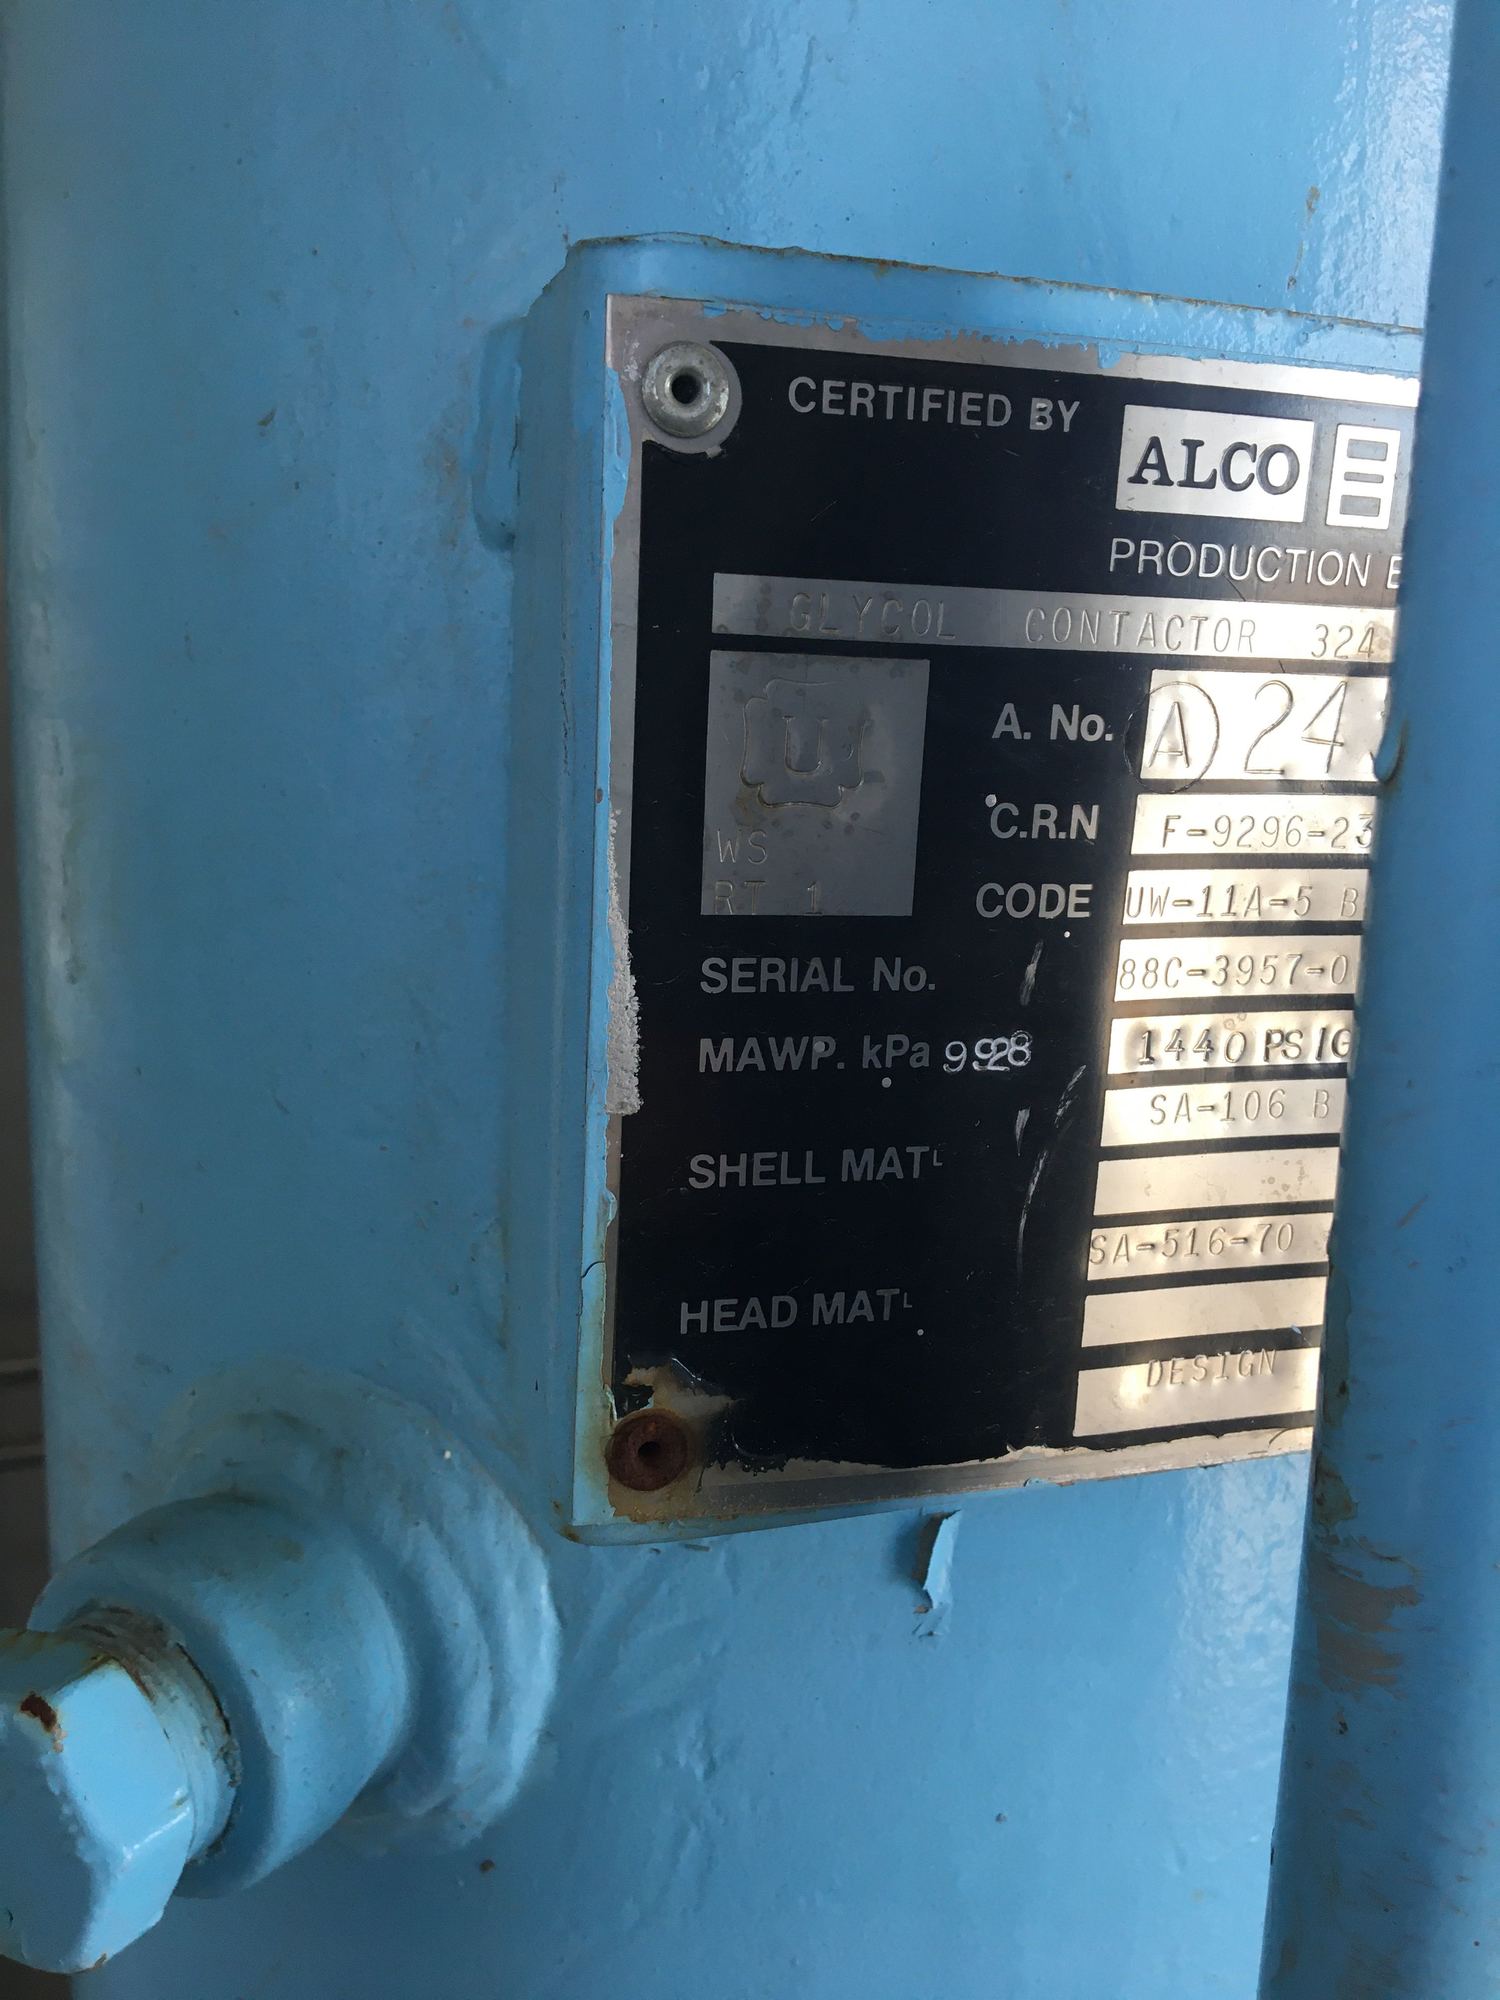 CERTIFIED BY ALCO
PRODUCTION E
GLYCOL CONTACTOR 324
U
WS
RT 1
A. No. A 24
C.R.N F-9296-23
CODE UW-11A-5 B
SERIAL No. 88C-3957-0
MAWP. kPa 9928 1440 PSIG
SA-106 B
SHELL MATL
SA-516-70
HEAD MATL
DESIGN